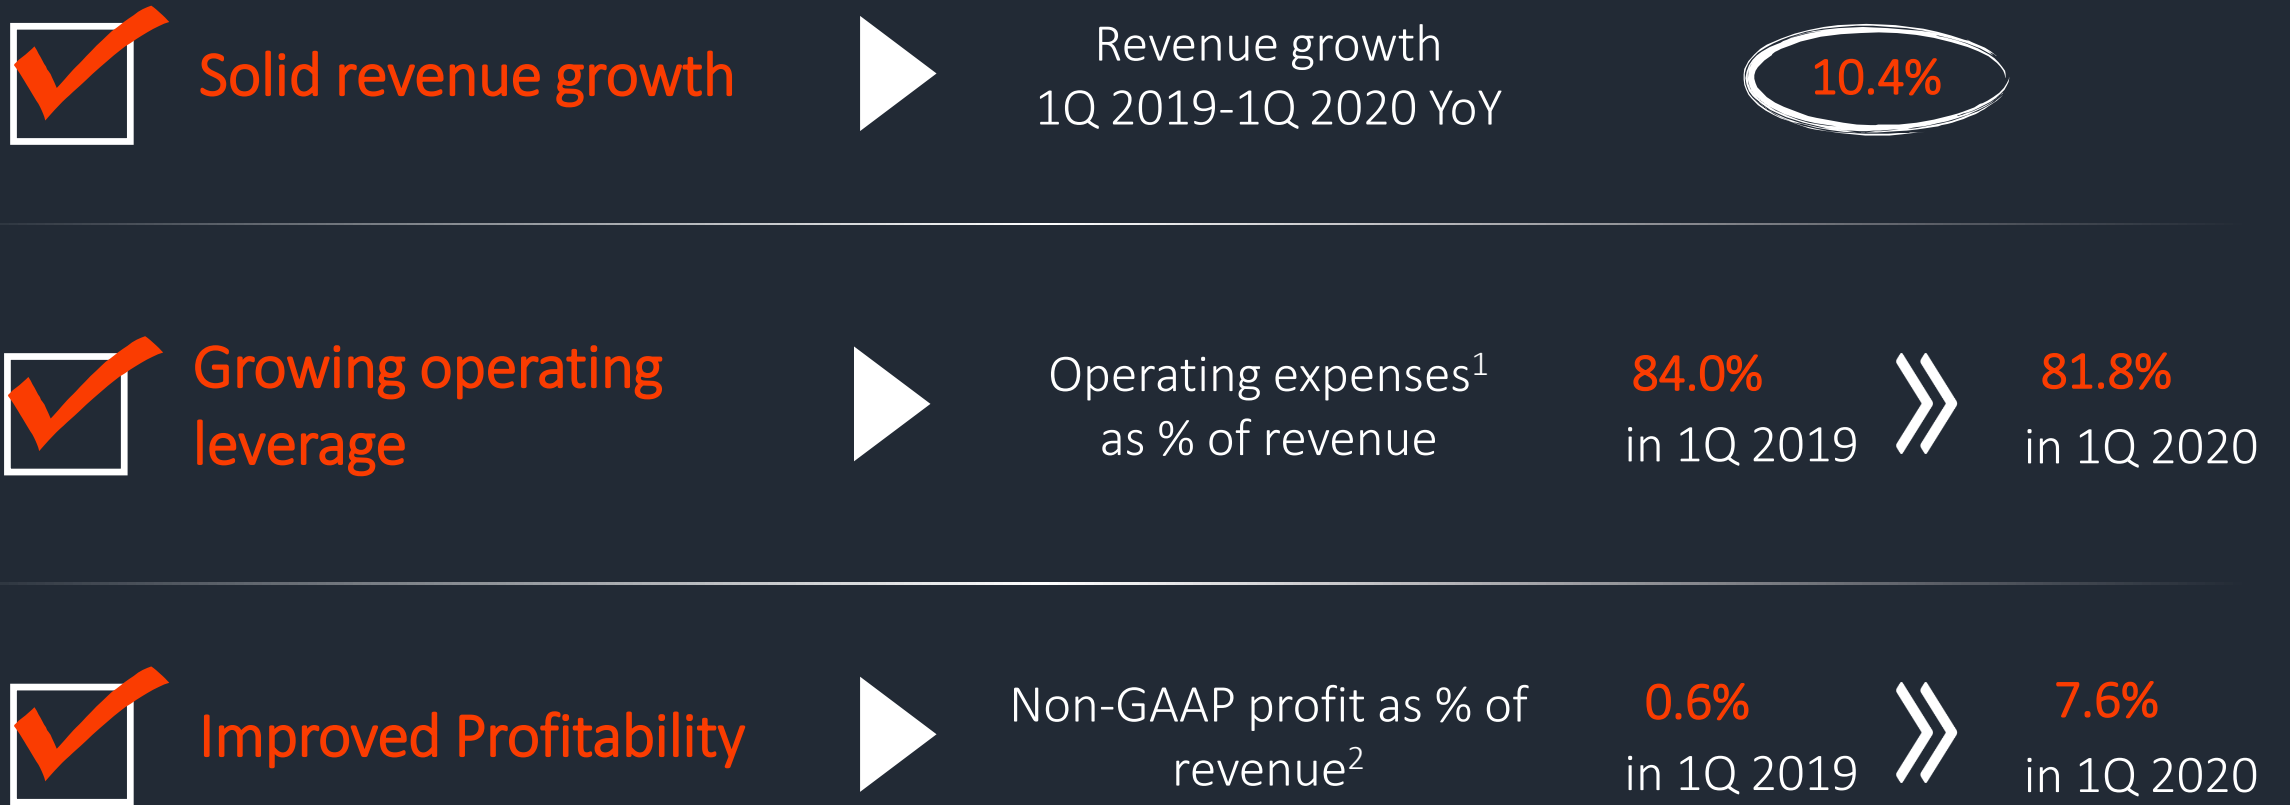 Solid revenue growth
Revenue growth
1Q 2019-1Q 2020 YoY
10.4%
Growing operating
leverage
Operating expenses¹
as % of revenue
84.0%
in 1Q 2019
81.8%
in 1Q 2020
Improved Profitability
Non-GAAP profit as % of
revenue²
0.6%
in 1Q 2019
7.6%
in 1Q 2020